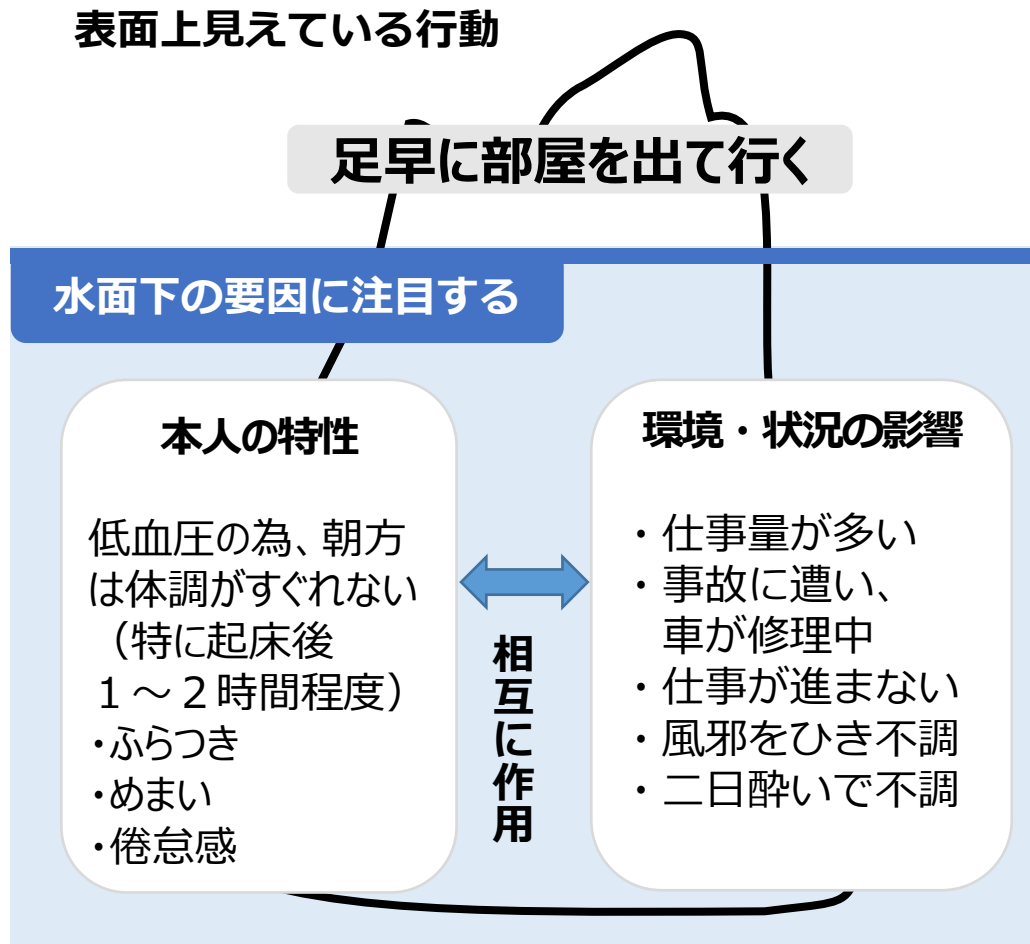 表面上見えている行動
足早に部屋を出て行く
水面下の要因に注目する
本人の特性
低血圧の為、朝方
は体調がすぐれない
（特に起床後
１～２時間程度）
・ふらつき
・めまい
・倦怠感
相互に作用
環境・状況の影響
・仕事量が多い
・事故に遭い、
車が修理中
・仕事が進まない
・風邪をひき不調
・二日酔いで不調